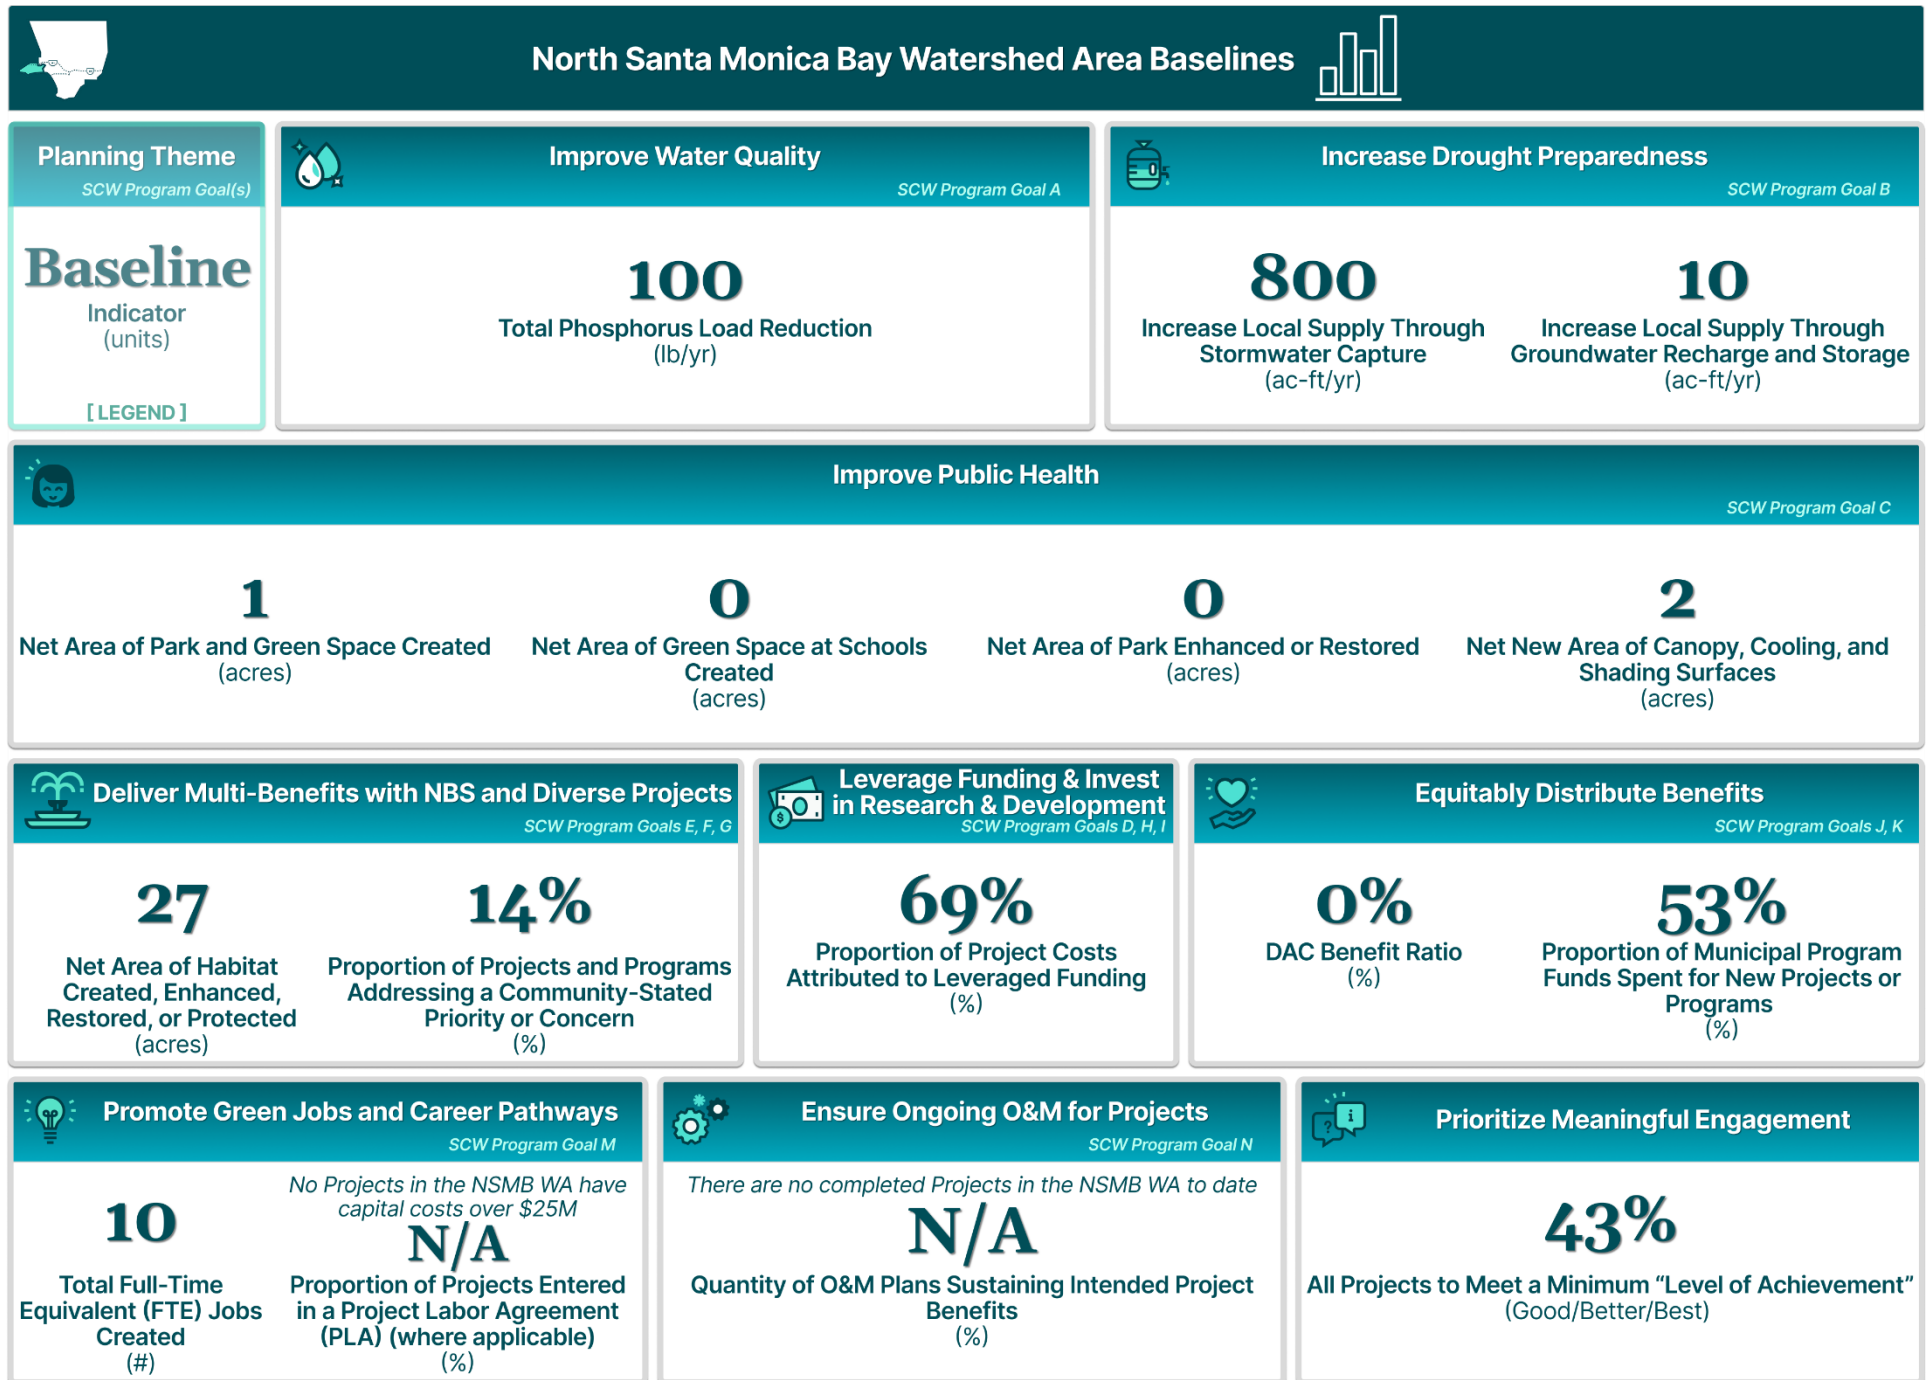 North Santa Monica Bay Watershed Area Baselines
Planning Theme
SCW Program Goal(s)
Baseline
Indicator
(units)
[ LEGEND ]
Improve Water Quality
SCW Program Goal A
100
Total Phosphorus Load Reduction
(lb/yr)
Increase Drought Preparedness
SCW Program Goal B
800
Increase Local Supply Through
Stormwater Capture
(ac-ft/yr)
10
Increase Local Supply Through
Groundwater Recharge and Storage
(ac-ft/yr)
Improve Public Health
SCW Program Goal C
1
Net Area of Park and Green Space Created
(acres)
0
Net Area of Green Space at Schools
Created
(acres)
0
Net Area of Park Enhanced or Restored
(acres)
2
Net New Area of Canopy, Cooling, and
Shading Surfaces
(acres)
Deliver Multi-Benefits with NBS and Diverse Projects
SCW Program Goals E, F, G
27
Net Area of Habitat
Created, Enhanced,
Restored, or Protected
(acres)
14%
Proportion of Projects and Programs
Addressing a Community-Stated
Priority or Concern
(%)
Leverage Funding & Invest
in Research & Development
SCW Program Goals D, H, I
69%
Proportion of Project Costs
Attributed to Leveraged Funding
(%)
Equitably Distribute Benefits
SCW Program Goals J, K
0%
DAC Benefit Ratio
(%)
53%
Proportion of Municipal Program
Funds Spent for New Projects or
Programs
(%)
Promote Green Jobs and Career Pathways
SCW Program Goal M
10
Total Full-Time
Equivalent (FTE) Jobs
Created
(#)
No Projects in the NSMB WA have
capital costs over $25M
N/A
Proportion of Projects Entered
in a Project Labor Agreement
(PLA) (where applicable)
(%)
Ensure Ongoing O&M for Projects
SCW Program Goal N
There are no completed Projects in the NSMB WA to date
N/A
Quantity of O&M Plans Sustaining Intended Project
Benefits
(%)
Prioritize Meaningful Engagement
43%
All Projects to Meet a Minimum “Level of Achievement”
(Good/Better/Best)